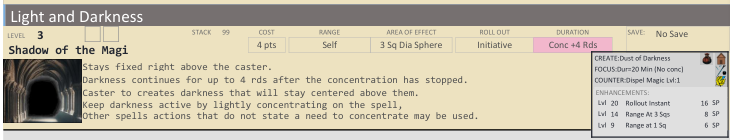 Light and Darkness
LEVEL 3
STACK 99
COST RANGE AREA OF EFFECT ROLL OUT DURATION SAVE: No Save
4 pts Self 3 Sq Dia Sphere Initiative Conc +4 Rds
Shadow of the Magi
Stays fixed right above the caster.
Darkness continues for up to 4 rds after the concentration has stopped.
Caster to creates darkness that will stay centered above them.
Keep darkness active by lightly concentrating on the spell,
Other spells actions that do not state a need to concentrate may be used.
CREATE:Dust of Darkness
FOCUS:Dur=20 Min (No conc)
COUNTER:Dispel Magic Lvl:1
ENHANCEMENTS:
Lvl 20 Rollout Instant 16 SP
Lvl 14 Range At 3 Sqs 8 SP
Lvl 9 Range at 1 Sq 6 SP